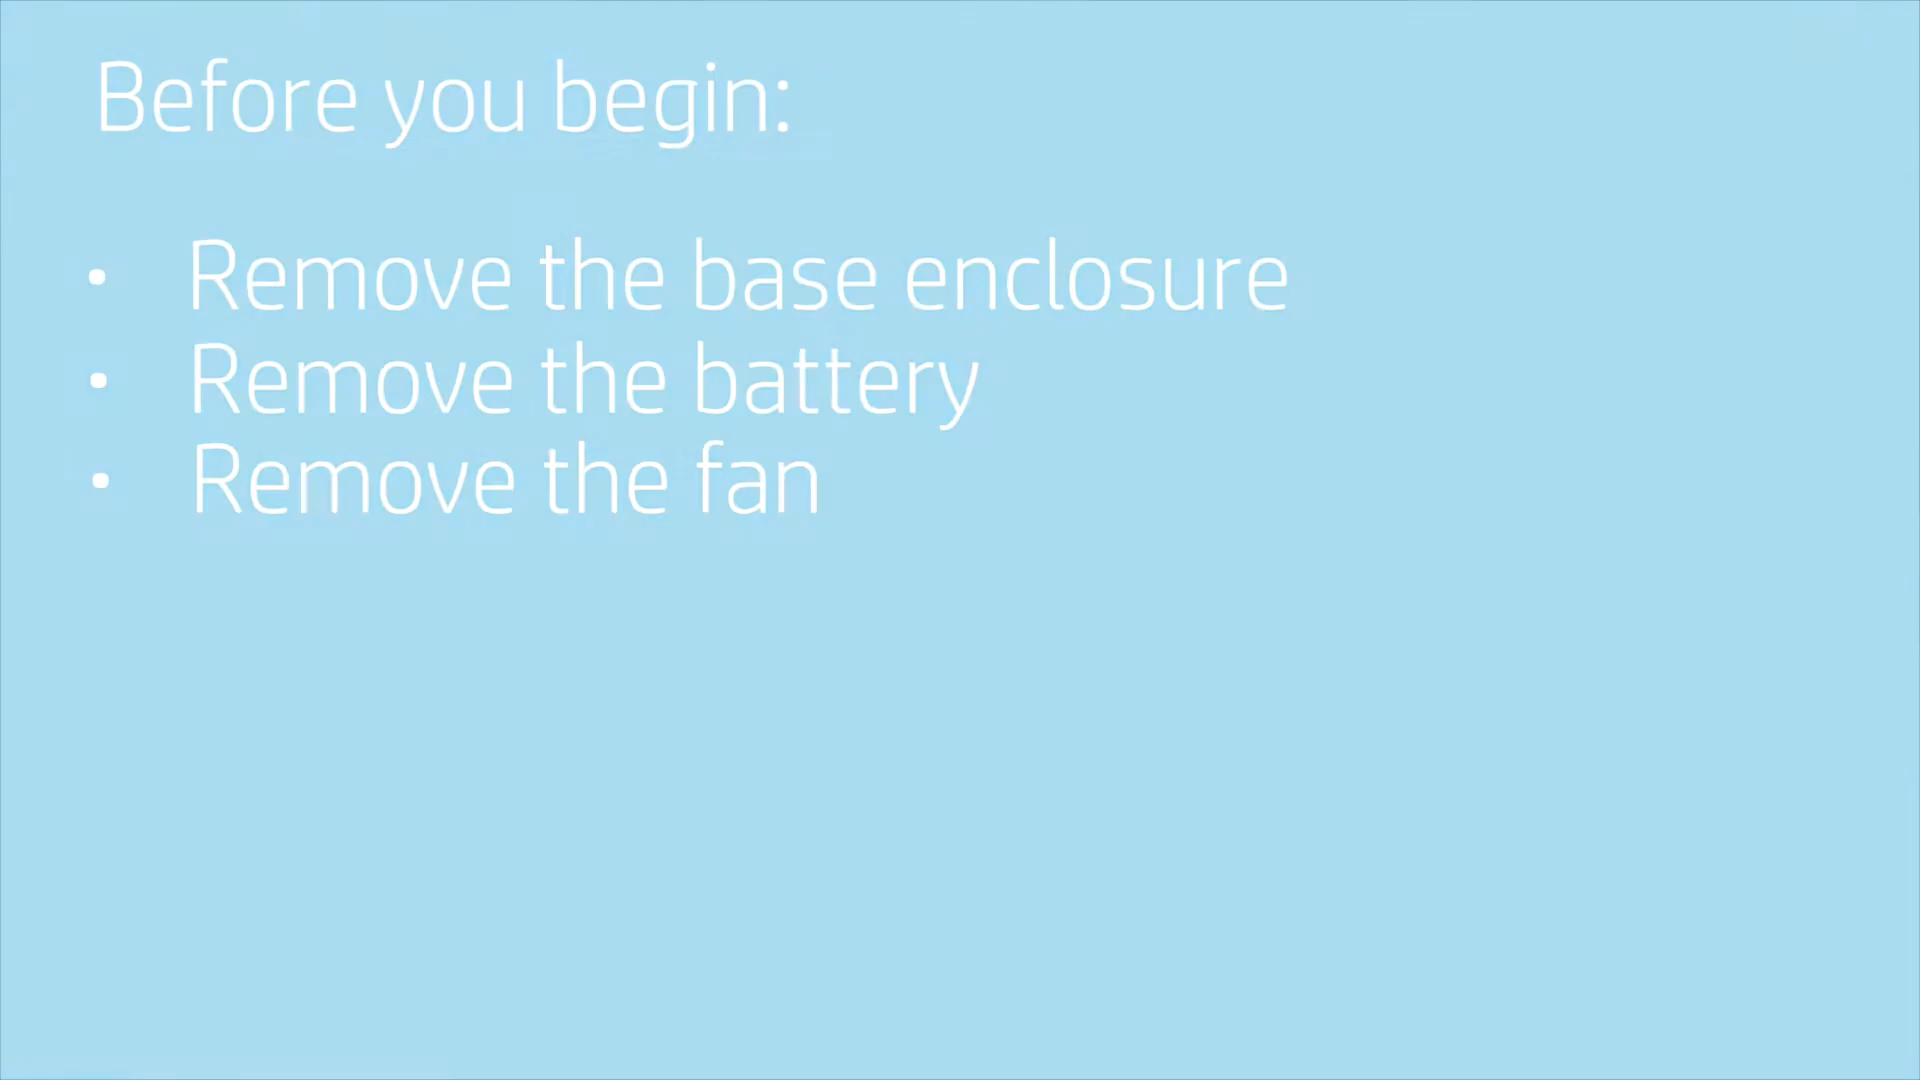 Before you begin:
• Remove the base enclosure
• Remove the battery
• Remove the fan